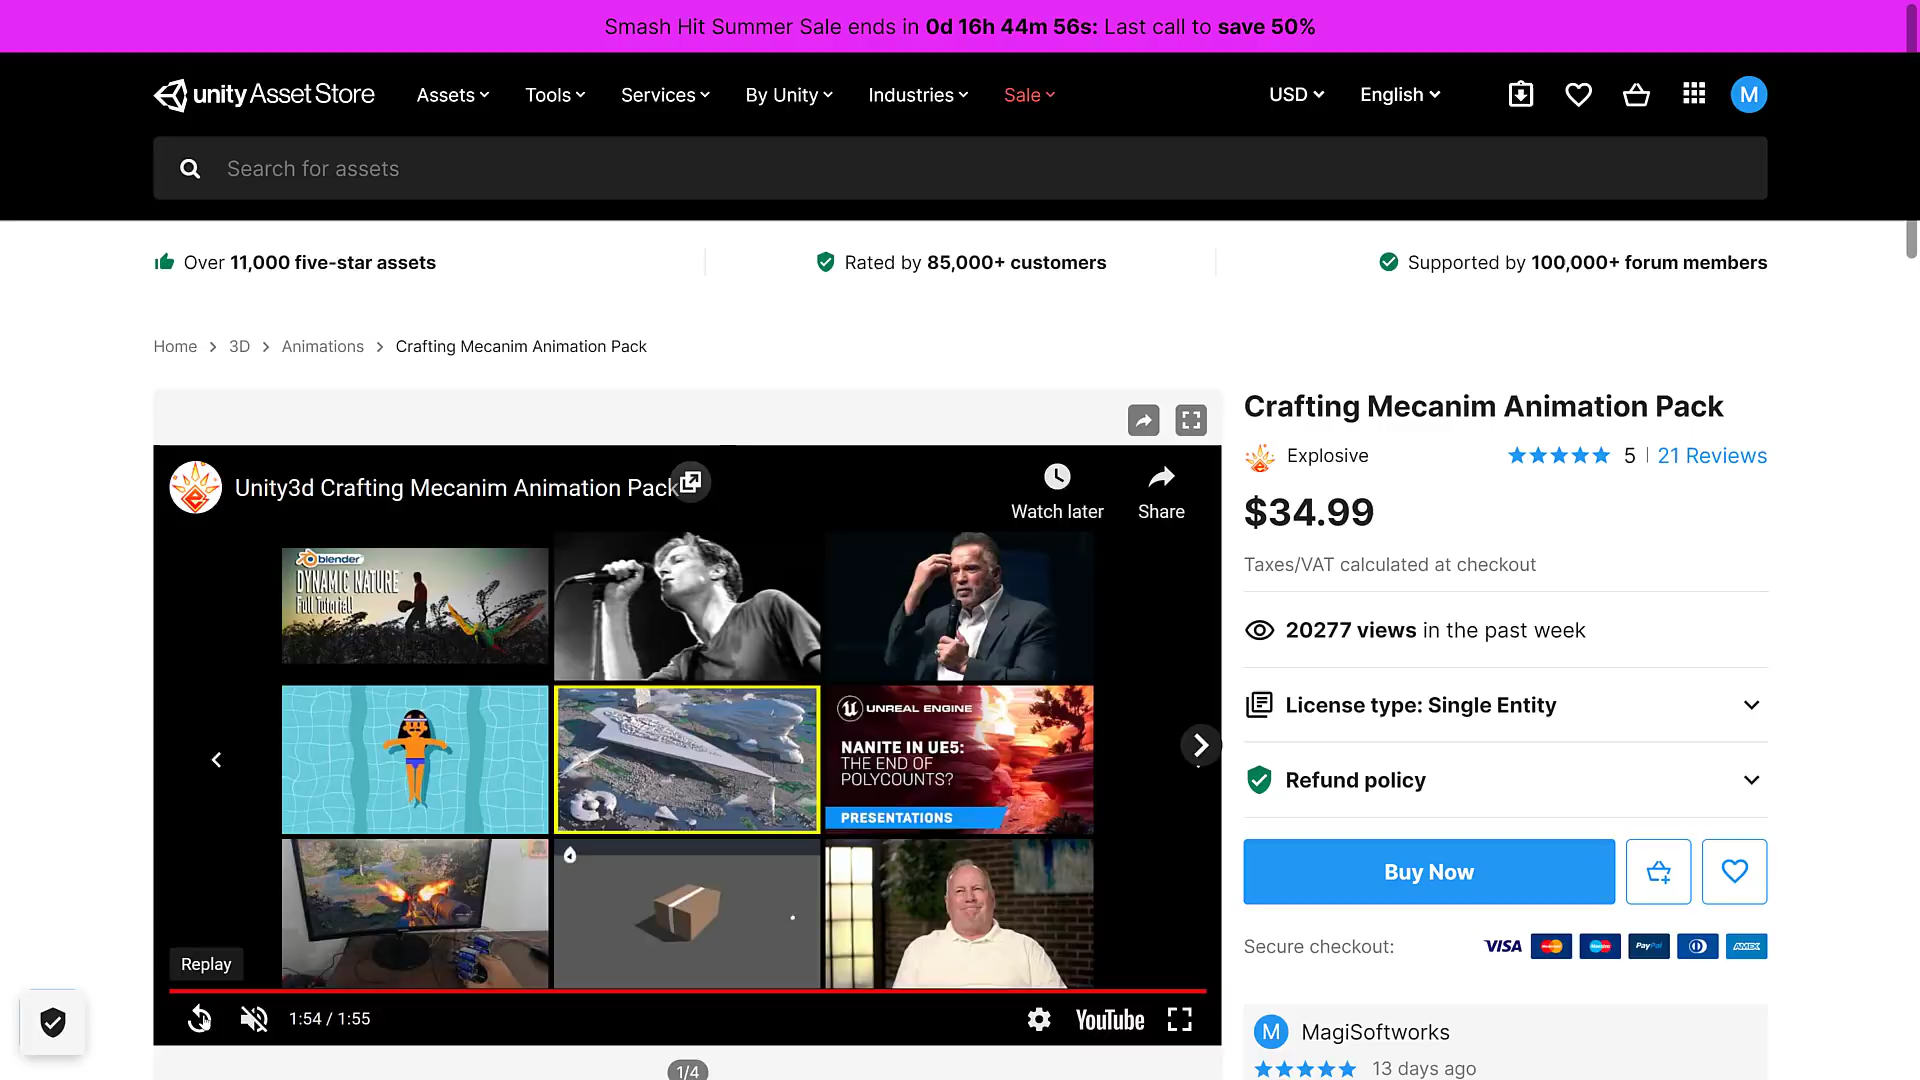 Smash Hit Summer Sale ends in 0d 16h 44m 56s: Last call to save 50%
unity Asset Store
Assets
Tools
Services
By Unity
Industries
Sale
USD
English
M
Search for assets
Over 11,000 five-star assets
Rated by 85,000+ customers
Supported by 100,000+ forum members
Home > 3D > Animations > Crafting Mecanim Animation Pack
Unity3d Crafting Mecanim Animation Pack
Watch later
Share
blender
DYNAMIC NATURE
Full Tutorial!
UNREAL ENGINE
NANITE IN UE5:
THE END OF
POLYCOUNTS?
PRESENTATIONS
Replay
1:54 / 1:55
YouTube
1/4
Crafting Mecanim Animation Pack
Explosive
5 | 21 Reviews
$34.99
Taxes/VAT calculated at checkout
20277 views in the past week
License type: Single Entity
Refund policy
Buy Now
Secure checkout:
VISA
PayPal
AMEX
M
MagiSoftworks
13 days ago